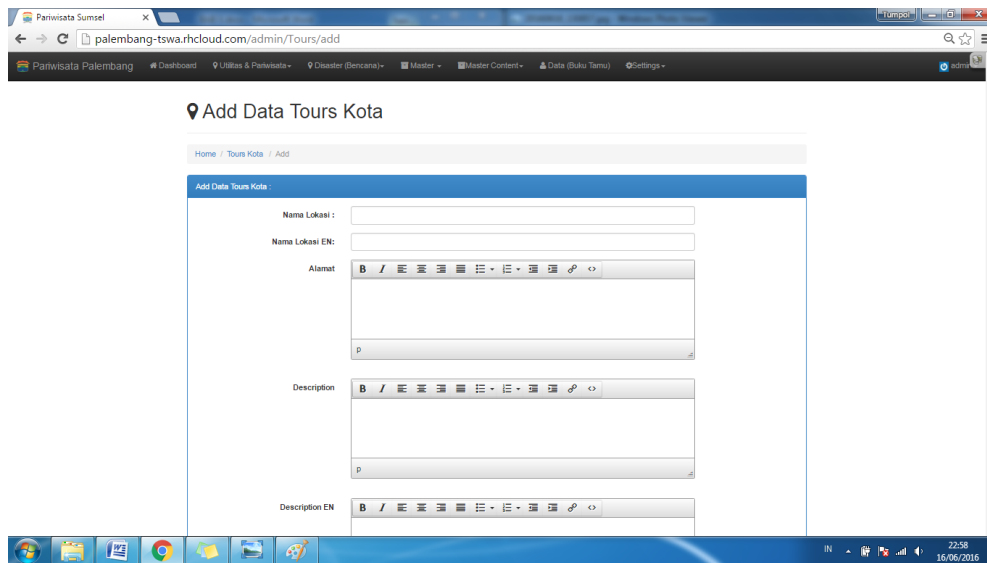 Pariwisata Sumsel
Tumpol
palembang-tswa.rhcloud.com/admin/Tours/add
Pariwisata Palembang Dashboard Utilitas & Pariwisata Disaster (Bencana) Master Master Content Data (Buku Tamu) Settings admin
Add Data Tours Kota
Home / Tours Kota / Add
Add Data Tours Kota :
Nama Lokasi :
Nama Lokasi EN:
Alamat
B I
p
Description
B I
p
Description EN
B I
IN 22:58
16/06/2016